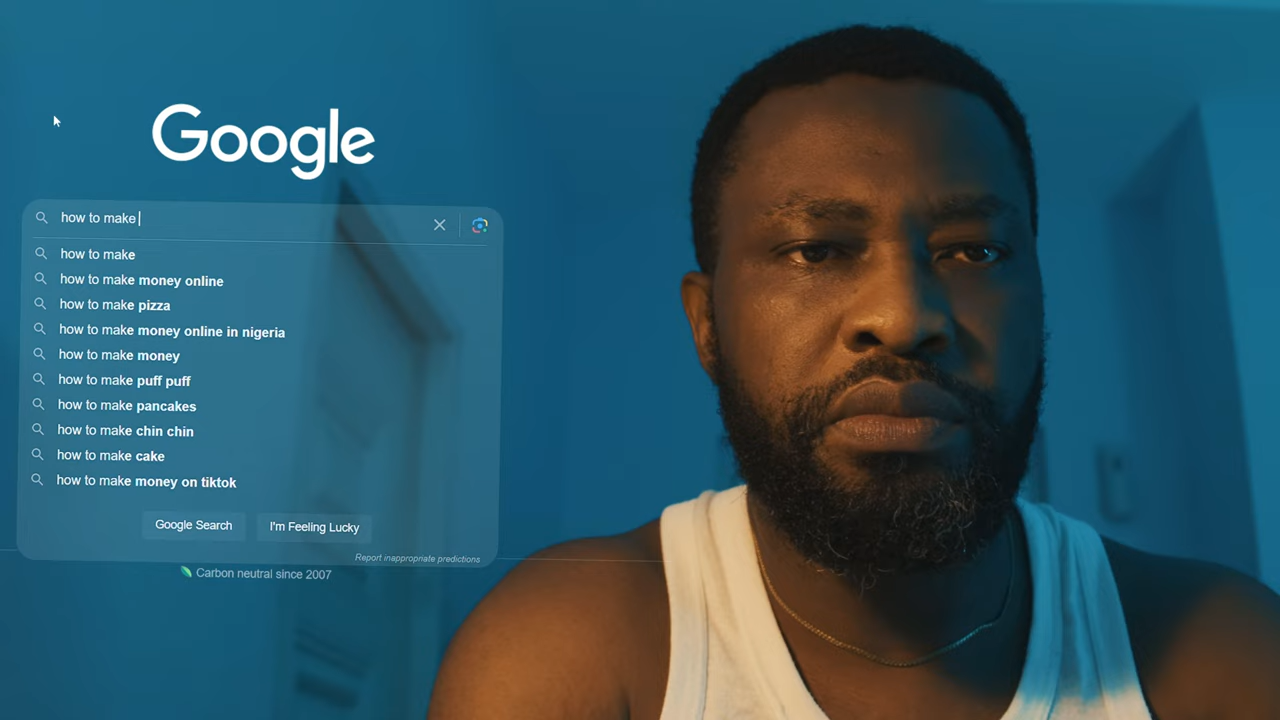 Google
how to make
how to make
how to make money online
how to make pizza
how to make money online in nigeria
how to make money
how to make puff puff
how to make pancakes
how to make chin chin
how to make cake
how to make money on tiktok
Google Search
I'm Feeling Lucky
Report inappropriate predictions
Carbon neutral since 2007